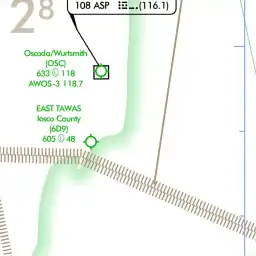 2⁸
108 ASP (116.1)
Oscoda/Wurtsmith
(OSC)
633 Ⓛ 118
AWOS-3 118.7
EAST TAWAS
Iosco County
(6D9)
605 Ⓛ 48